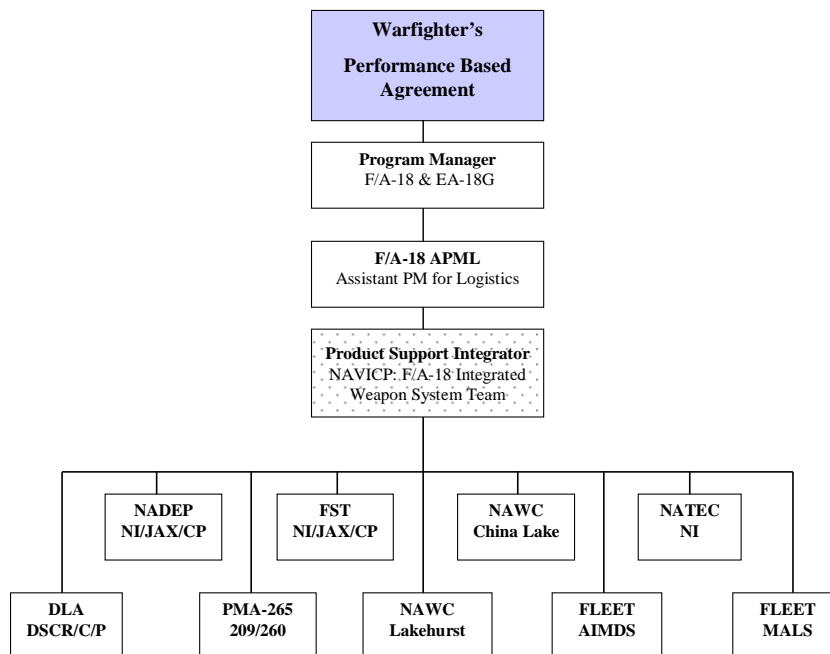 Warfighter’s
Performance Based
Agreement
Program Manager
F/A-18 & EA-18G
F/A-18 APML
Assistant PM for Logistics
Product Support Integrator
NAVICP: F/A-18 Integrated
Weapon System Team
NADEP
NI/JAX/CP
FST
NI/JAX/CP
NAWC
China Lake
NATEC
NI
DLA
DSCR/C/P
PMA-265
209/260
NAWC
Lakehurst
FLEET
AIMDS
FLEET
MALS